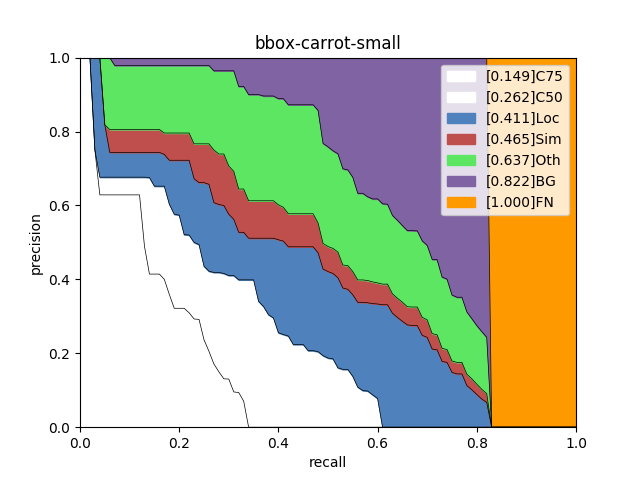 bbox-carrot-small
1.0
0.8
0.6
0.4
0.2
0.0
precision
[0.149]C75
[0.262]C50
[0.411]Loc
[0.465]Sim
[0.637]Oth
[0.822]BG
[1.000]FN
0.0 0.2 0.4 0.6 0.8 1.0
recall